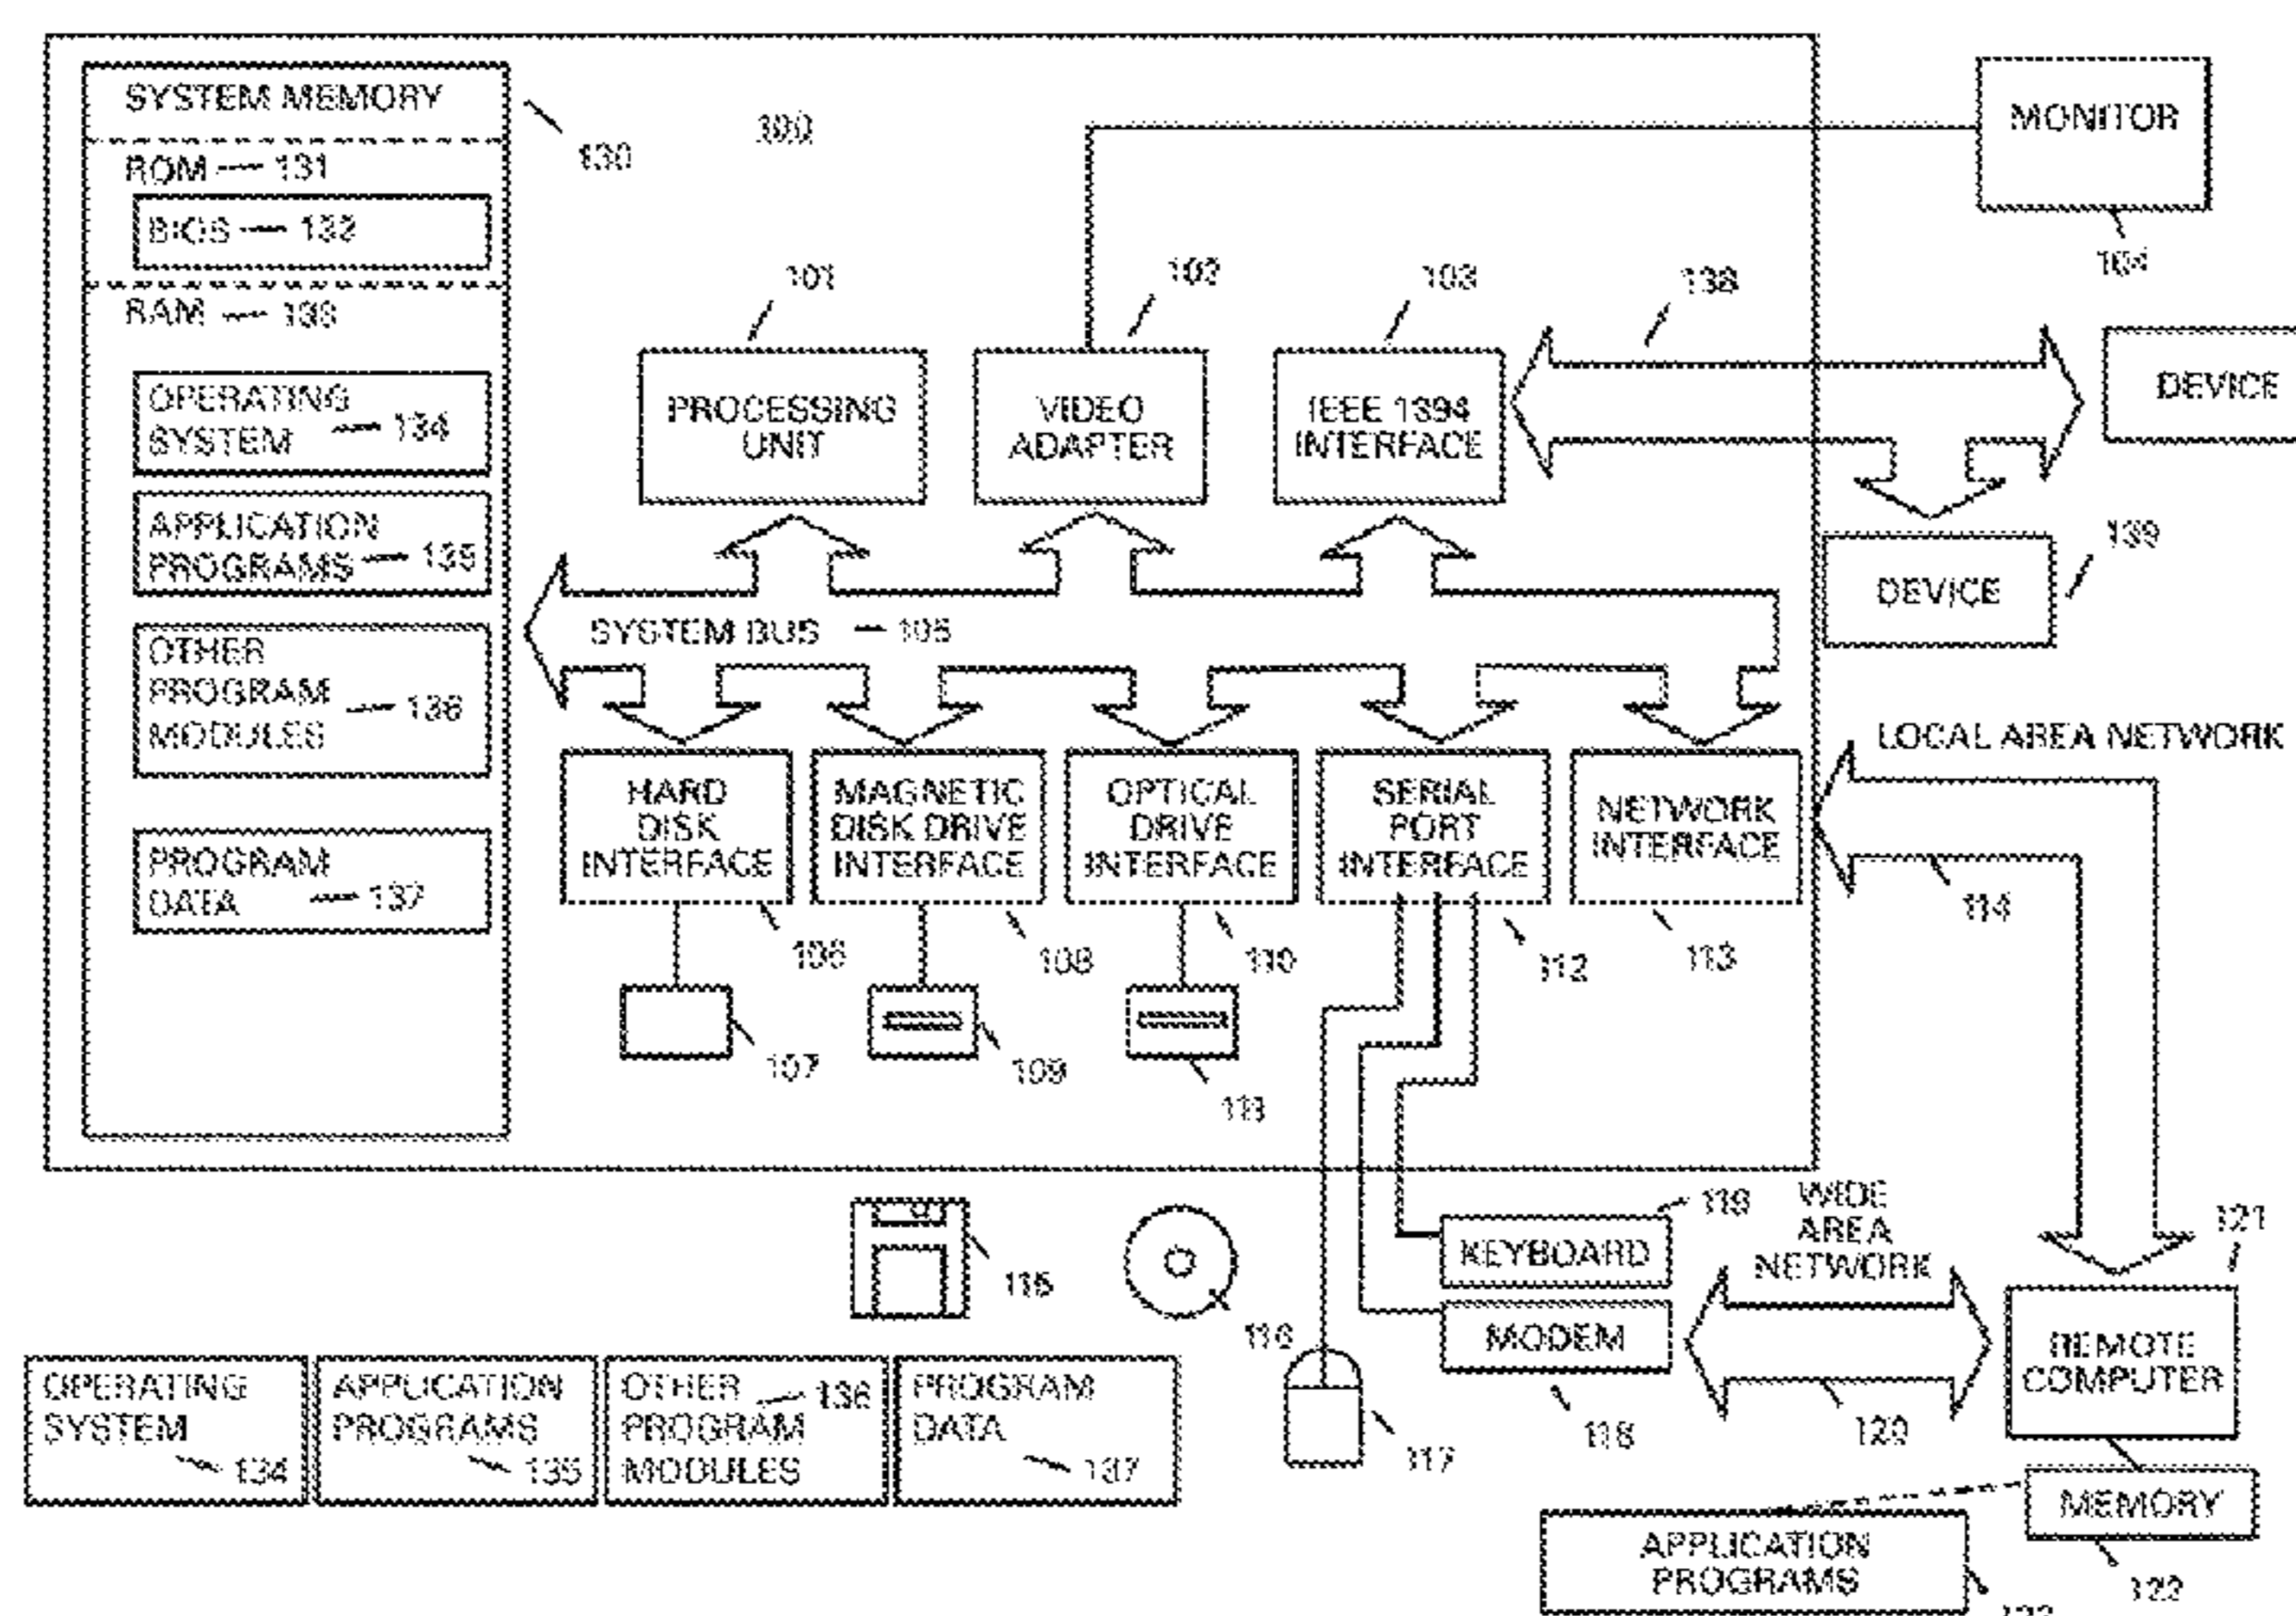 SYSTEM MEMORY
130
100
ROM 131
BIOS 132
RAM 133
OPERATING
SYSTEM 134
APPLICATION
PROGRAMS 135
OTHER
PROGRAM
MODULES 136
PROGRAM
DATA 137
101
PROCESSING
UNIT
102
VIDEO
ADAPTER
103
IEEE 1394
INTERFACE
138
MONITOR
104
DEVICE
DEVICE
139
SYSTEM BUS 105
HARD
DISK
INTERFACE
106
107
MAGNETIC
DISK DRIVE
INTERFACE
108
109
OPTICAL
DRIVE
INTERFACE
110
111
SERIAL
PORT
INTERFACE
112
NETWORK
INTERFACE
113
LOCAL AREA NETWORK
114
115
116
117
119
KEYBOARD
MODEM
118
WIDE
AREA
NETWORK
120
121
REMOTE
COMPUTER
MEMORY
122
APPLICATION
PROGRAMS
OPERATING
SYSTEM
134
APPLICATION
PROGRAMS
135
OTHER
136
PROGRAM
MODULES
PROGRAM
DATA
137